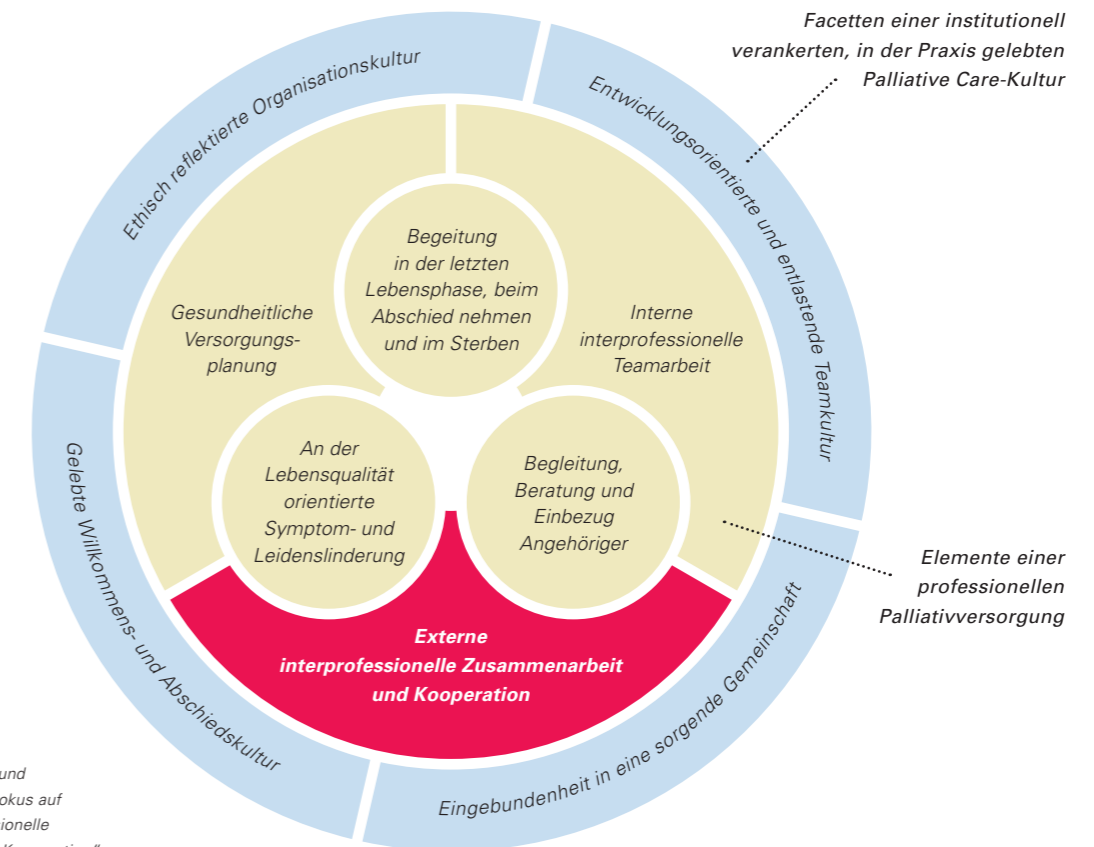 Facetten einer institutionell
verankerten, in der Praxis gelebten
Palliative Care-Kultur
Ethisch reflektierte Organisationskultur
Entwicklungsorientierte und entlastende Teamkultur
Begeitung
in der letzten
Lebensphase, beim
Abschied nehmen
und im Sterben
Gesundheitliche
Versorgungs-
planung
Interne
interprofessionelle
Teamarbeit
An der
Lebensqualität
orientierte
Symptom- und
Leidenslinderung
Begleitung,
Beratung und
Einbezug
Angehöriger
Elemente einer
professionellen
Palliativversorgung
Externe
interprofessionelle Zusammenarbeit
und Kooperation
Gelebte Willkommens- und Abschiedskultur
Eingebundenheit in eine sorgende Gemeinschaft
und
auf